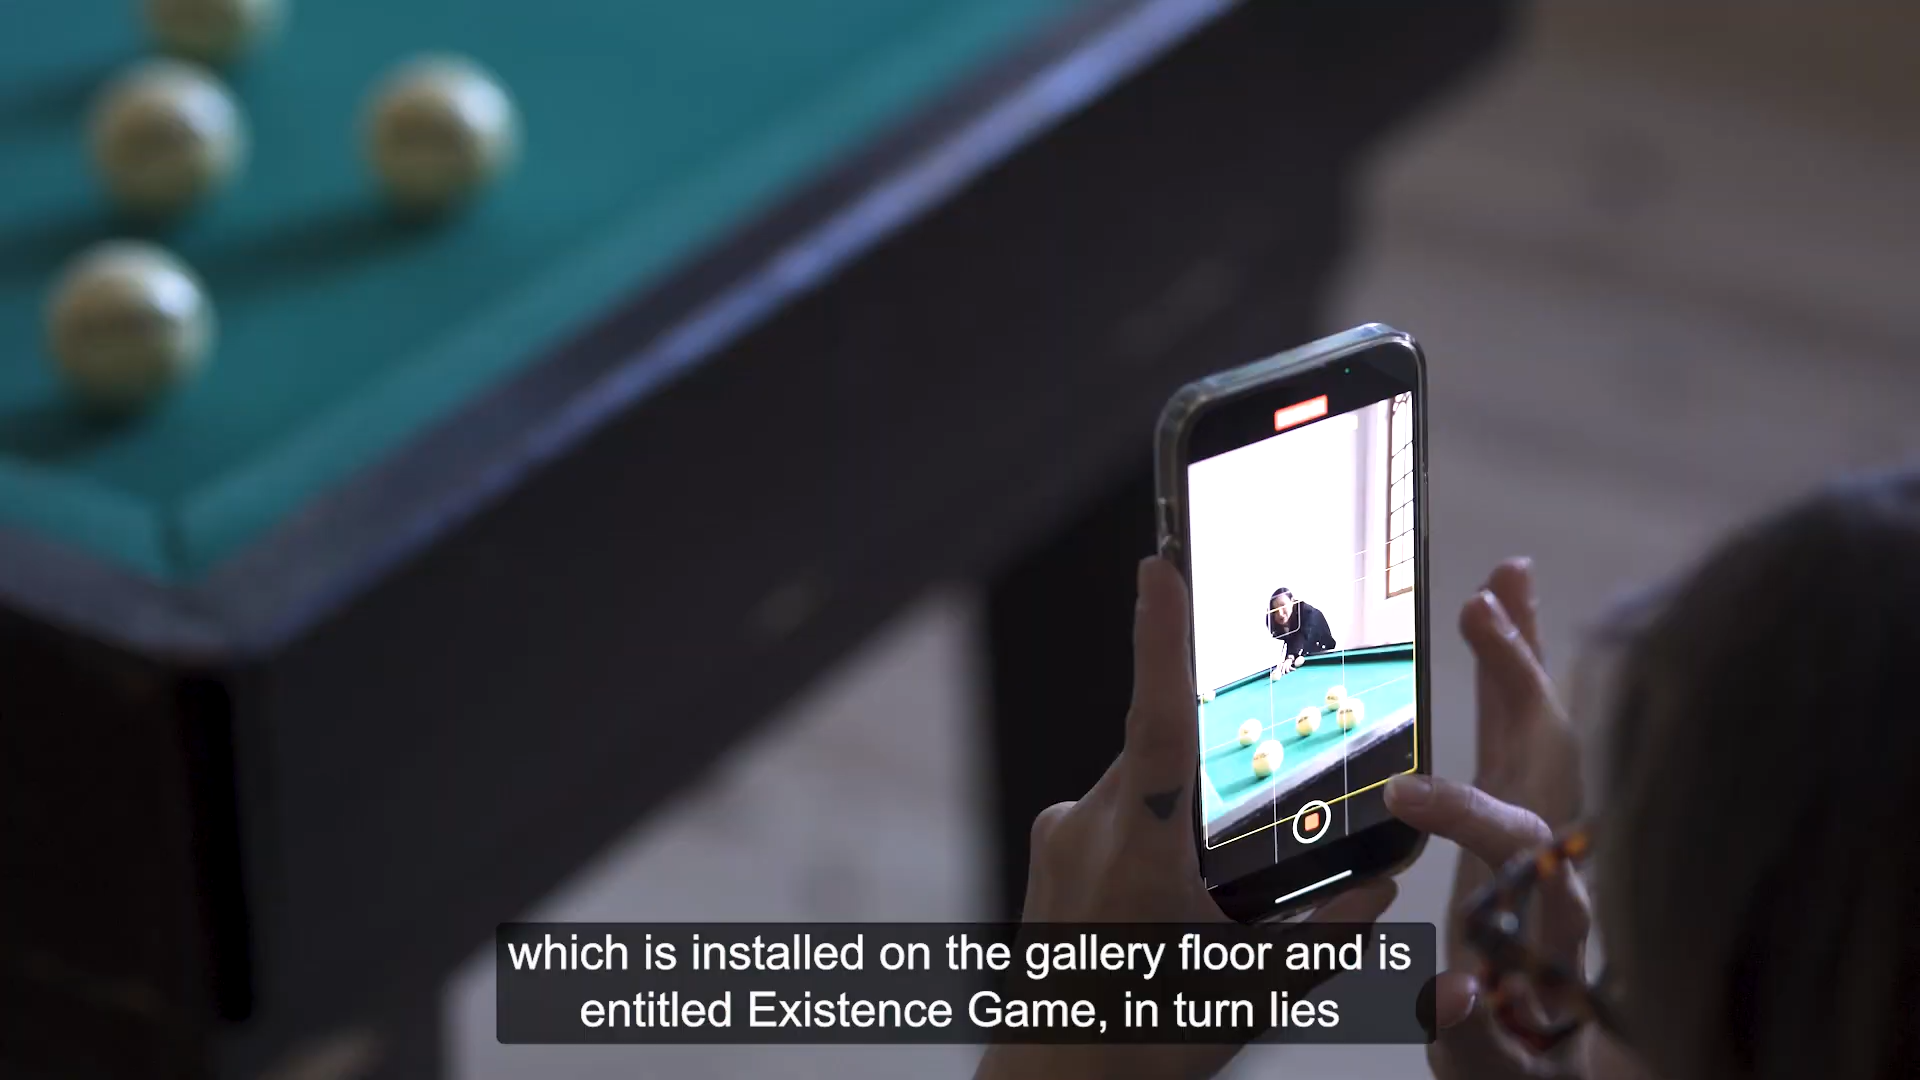 which is installed on the gallery floor and is
entitled Existence Game, in turn lies